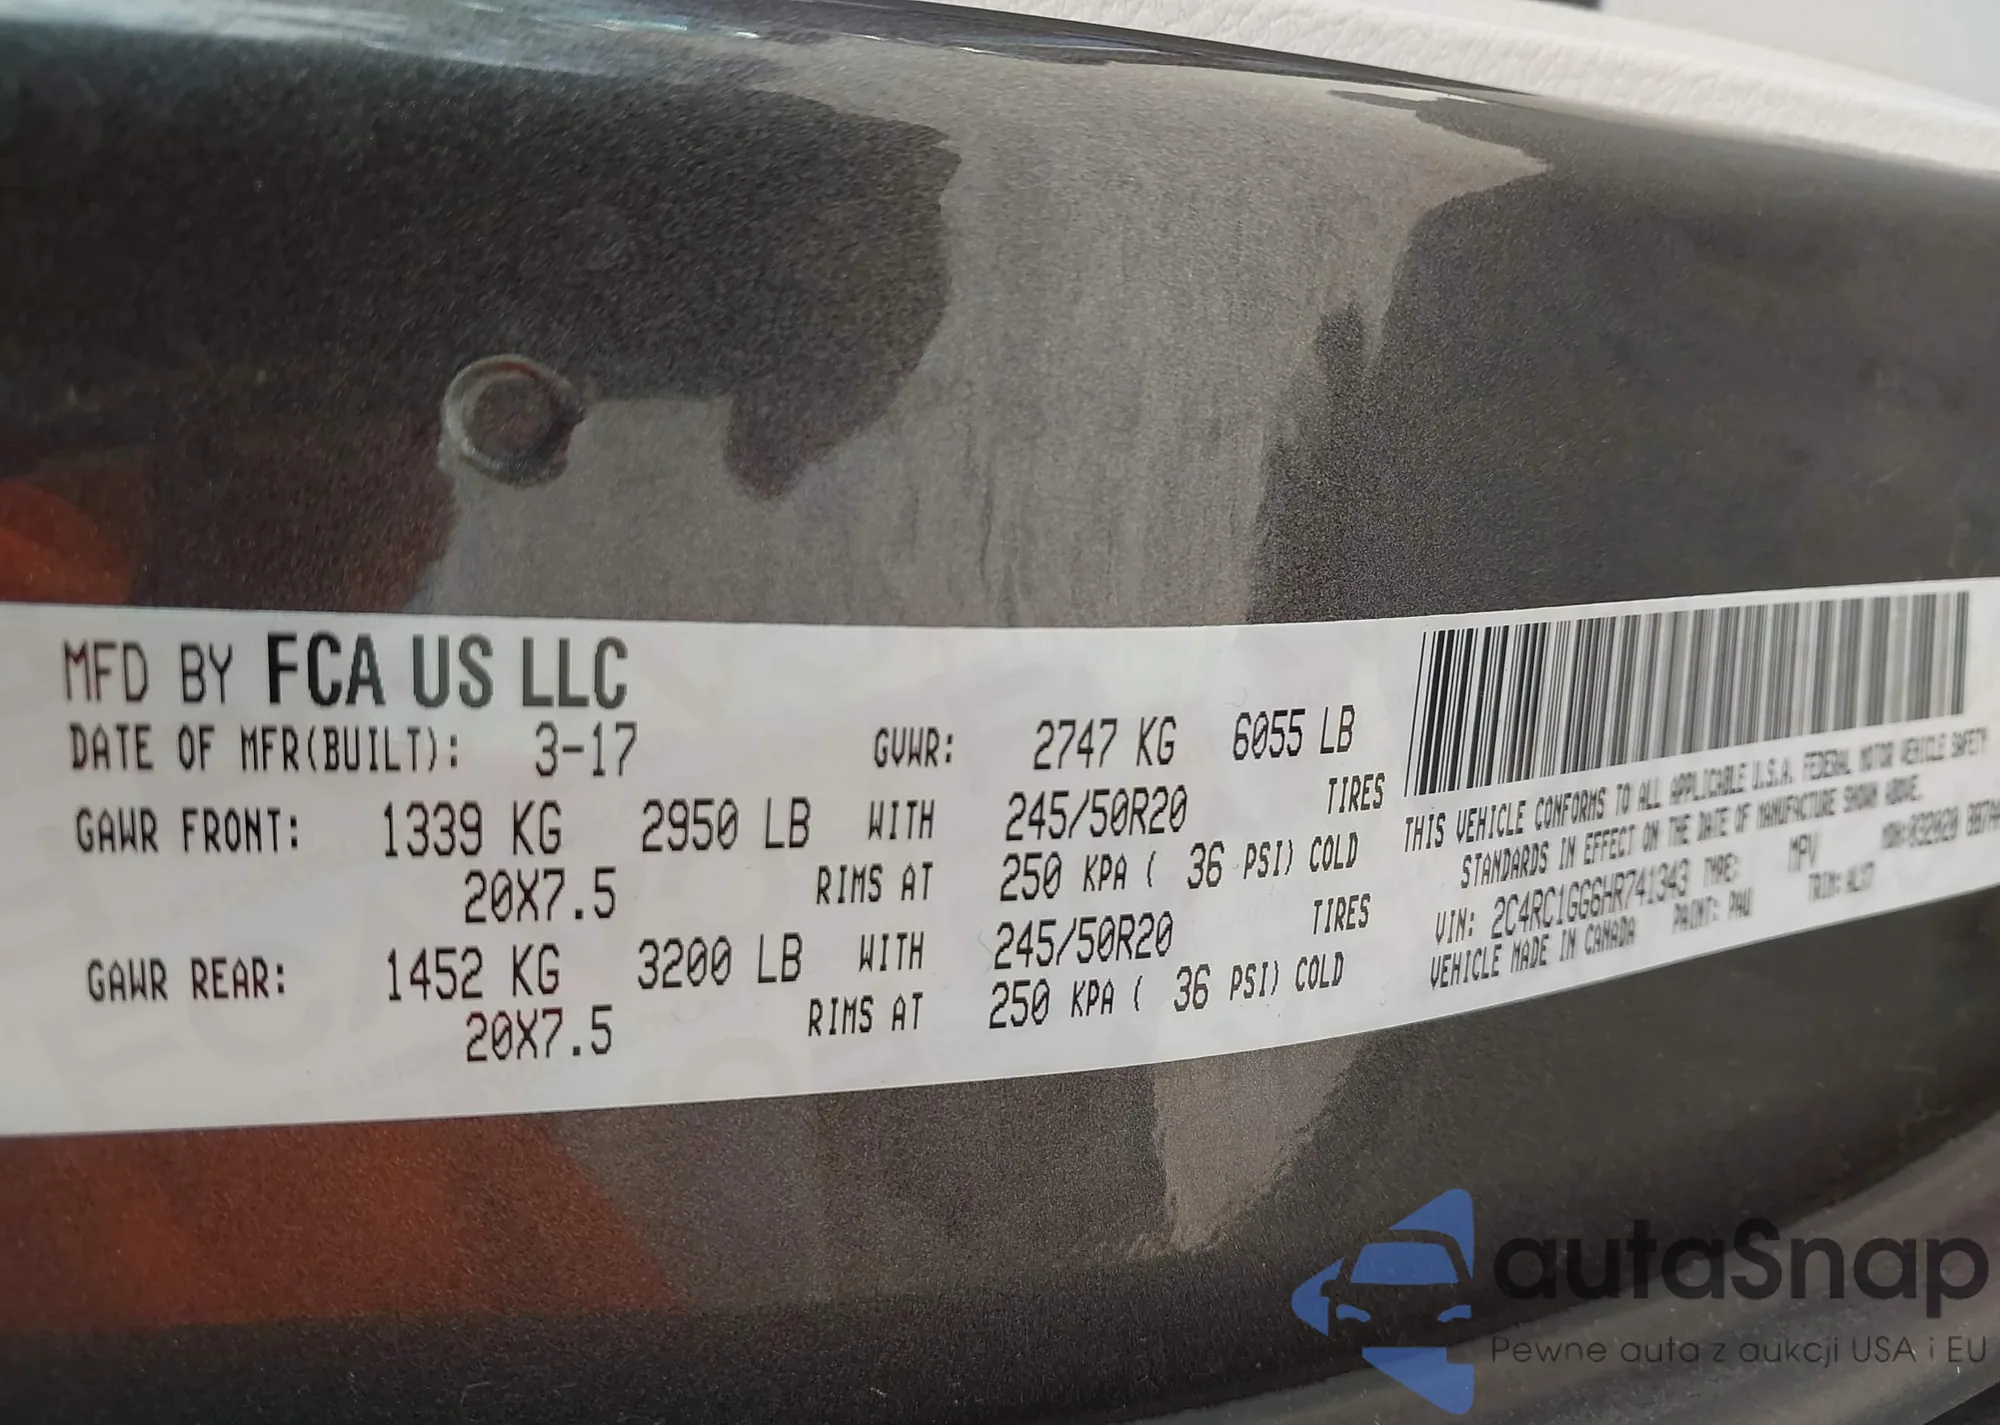 MFD BY FCA US LLC
DATE OF MFR(BUILT): 3-17 GVWR: 2747 KG 6055 LB
GAWR FRONT: 1339 KG 2950 LB WITH 245/50R20 TIRES
20X7.5 RIMS AT 250 KPA ( 36 PSI) COLD
GAWR REAR: 1452 KG 3200 LB WITH 245/50R20 TIRES
20X7.5 RIMS AT 250 KPA ( 36 PSI) COLD
THIS VEHICLE CONFORMS TO ALL APPLICABLE U.S.A. FEDERAL MOTOR VEHICLE SAFETY
STANDARDS IN EFFECT ON THE DATE OF MANUFACTURE SHOWN ABOVE.
VIN: 2C4RC1GG6HR741343 TYPE: MPV MDH:032020
VEHICLE MADE IN CANADA PAINT: PAU TRIM:
autaSnap
Pewne auta z aukcji USA i EU